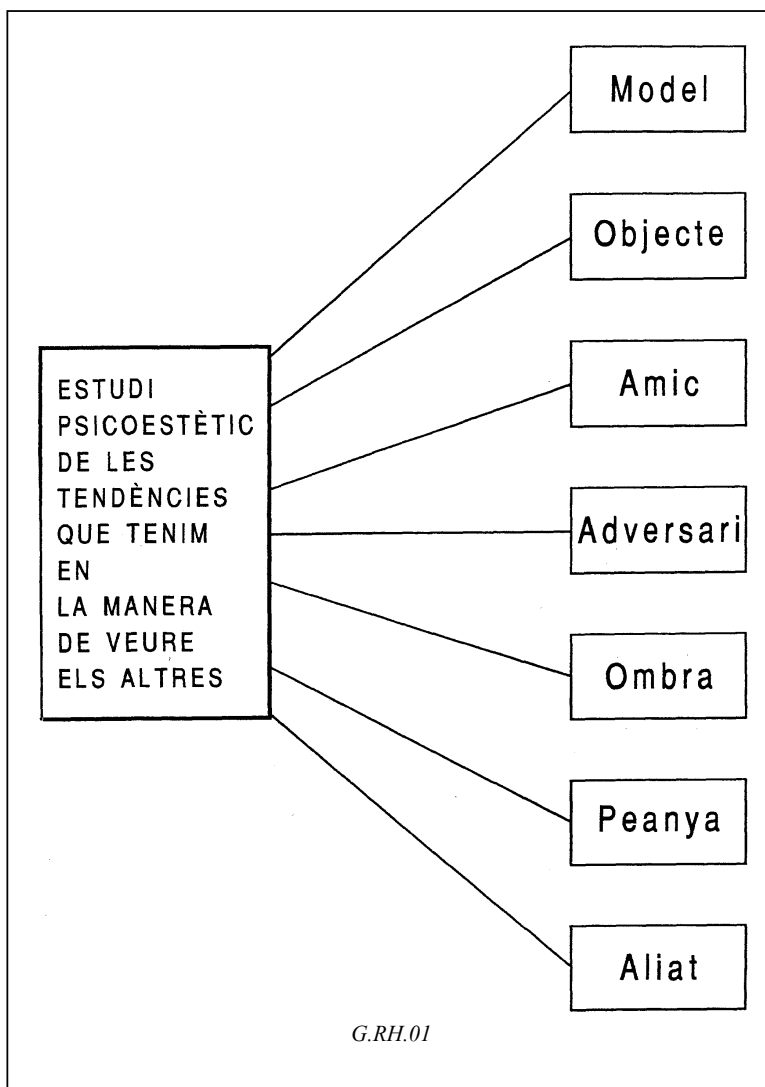 ESTUDI
PSICOESTÈTIC
DE LES
TENDÈNCIES
QUE TENIM
EN
LA MANERA
DE VEURE
ELS ALTRES
Model
Objecte
Amic
Adversari
Ombra
Peanya
Aliat
G.RH.01